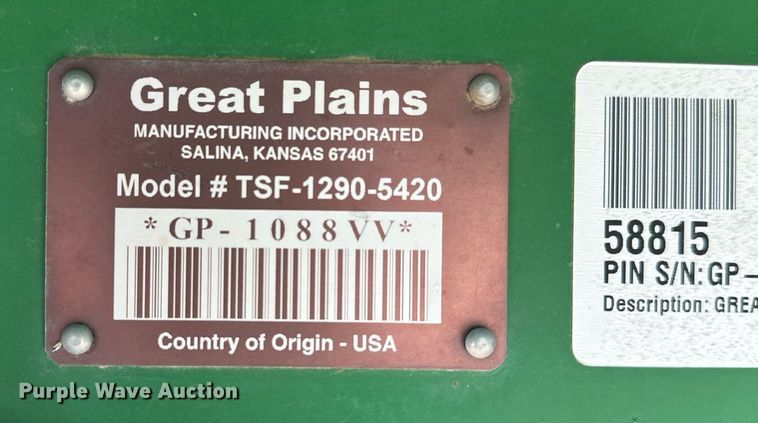 Great Plains
MANUFACTURING INCORPORATED
SALINA, KANSAS 67401
Model # TSF-1290-5420
*GP-1088VV*
Country of Origin - USA
58815
PIN S/N:GP-
Description: GREA
Purple Wave Auction